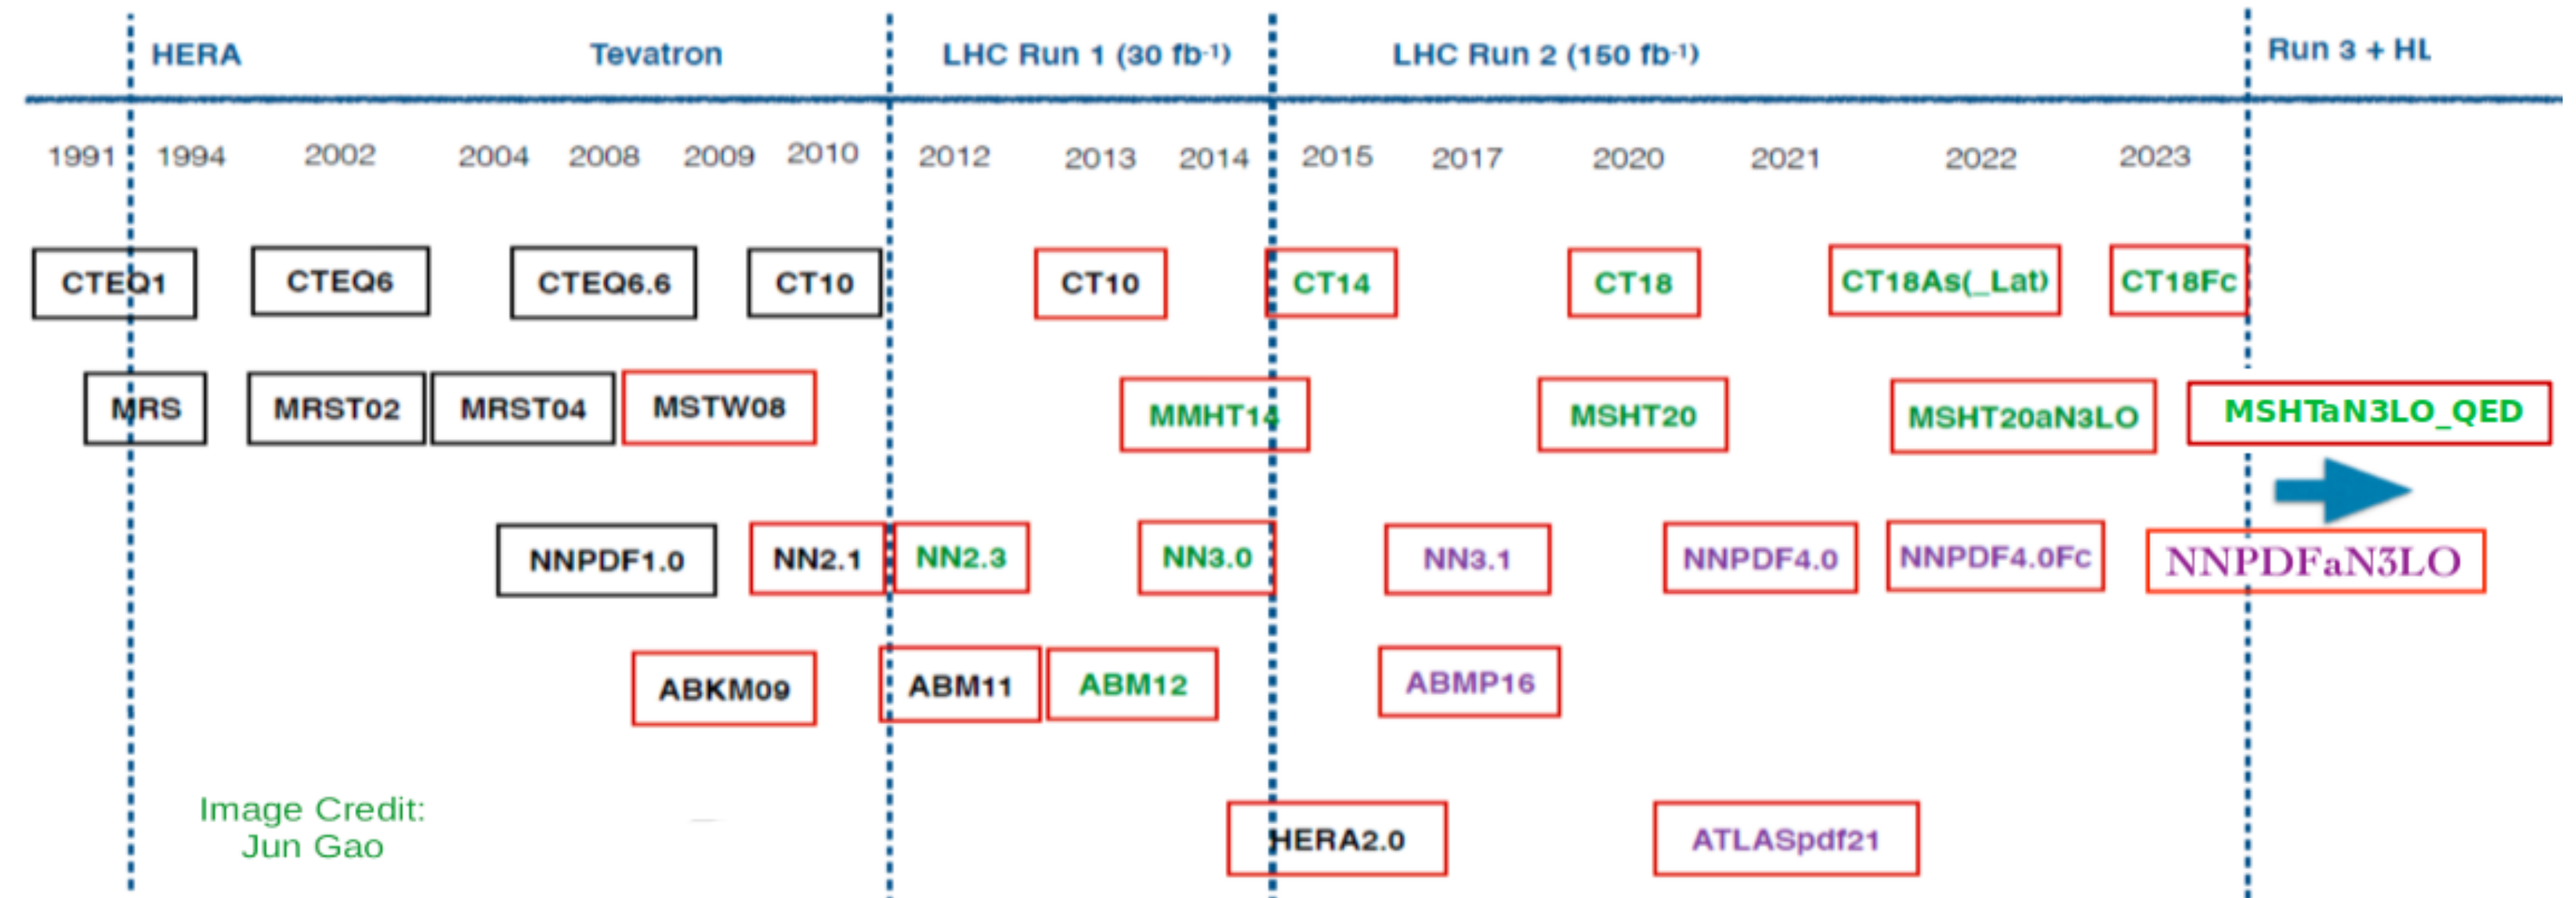 HERA Tevatron LHC Run 1 (30 fb-1) LHC Run 2 (150 fb-1) Run 3 + HL
1991 1994 2002 2004 2008 2009 2010 2012 2013 2014 2015 2017 2020 2021 2022 2023
CTEQ1 CTEQ6 CTEQ6.6 CT10 CT10 CT14 CT18 CT18As(_Lat) CT18Fc
MRS MRST02 MRST04 MSTW08 MMHT14 MSHT20 MSHT20aN3LO MSHTaN3LO_QED
NNPDF1.0 NN2.1 NN2.3 NN3.0 NN3.1 NNPDF4.0 NNPDF4.0Fc NNPDFaN3LO
ABKM09 ABM11 ABM12 ABMP16
HERA2.0 ATLASpdf21
Image Credit:
Jun Gao